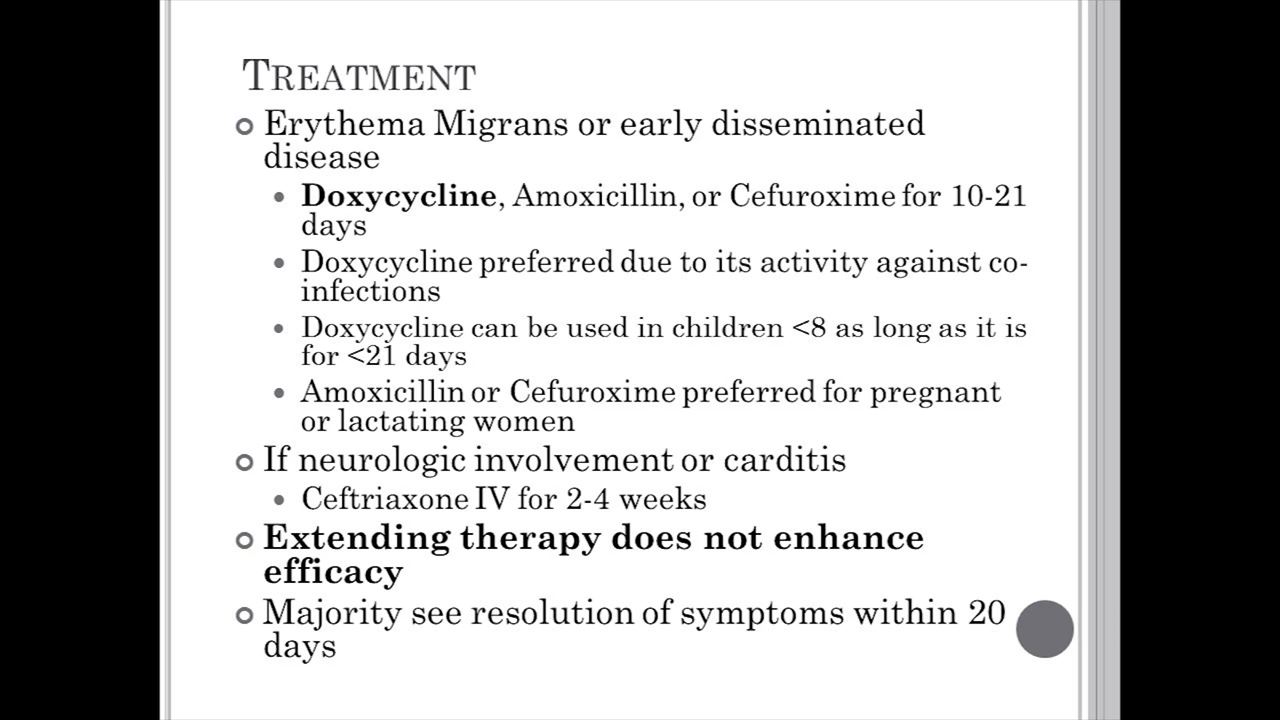 TREATMENT
Erythema Migrans or early disseminated
disease
Doxycycline, Amoxicillin, or Cefuroxime for 10-21
days
Doxycycline preferred due to its activity against co-
infections
Doxycycline can be used in children <8 as long as it is
for <21 days
Amoxicillin or Cefuroxime preferred for pregnant
or lactating women
If neurologic involvement or carditis
Ceftriaxone IV for 2-4 weeks
Extending therapy does not enhance
efficacy
Majority see resolution of symptoms within 20
days